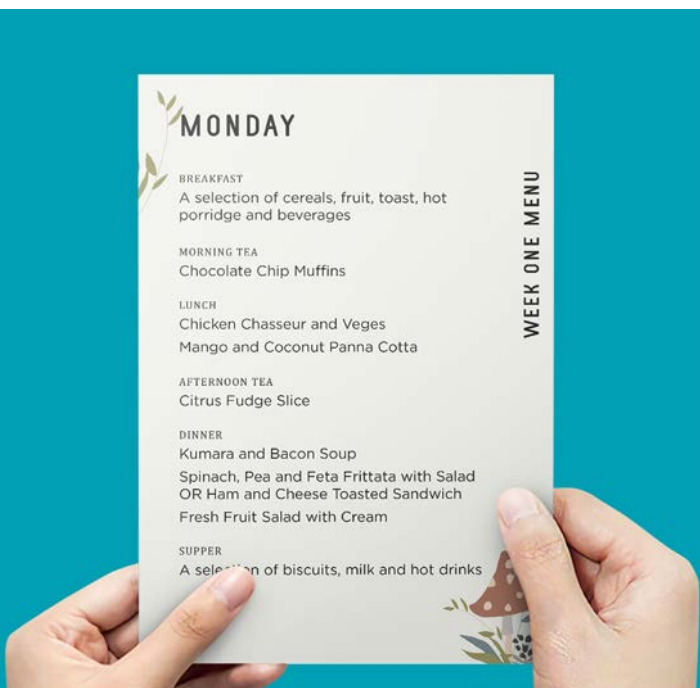 MONDAY
BREAKFAST
A selection of cereals, fruit, toast, hot
porridge and beverages
MORNING TEA
Chocolate Chip Muffins
LUNCH
Chicken Chasseur and Veges
Mango and Coconut Panna Cotta
AFTERNOON TEA
Citrus Fudge Slice
DINNER
Kumara and Bacon Soup
Spinach, Pea and Feta Frittata with Salad
OR Ham and Cheese Toasted Sandwich
Fresh Fruit Salad with Cream
SUPPER
A selection of biscuits, milk and hot drinks
WEEK ONE MENU